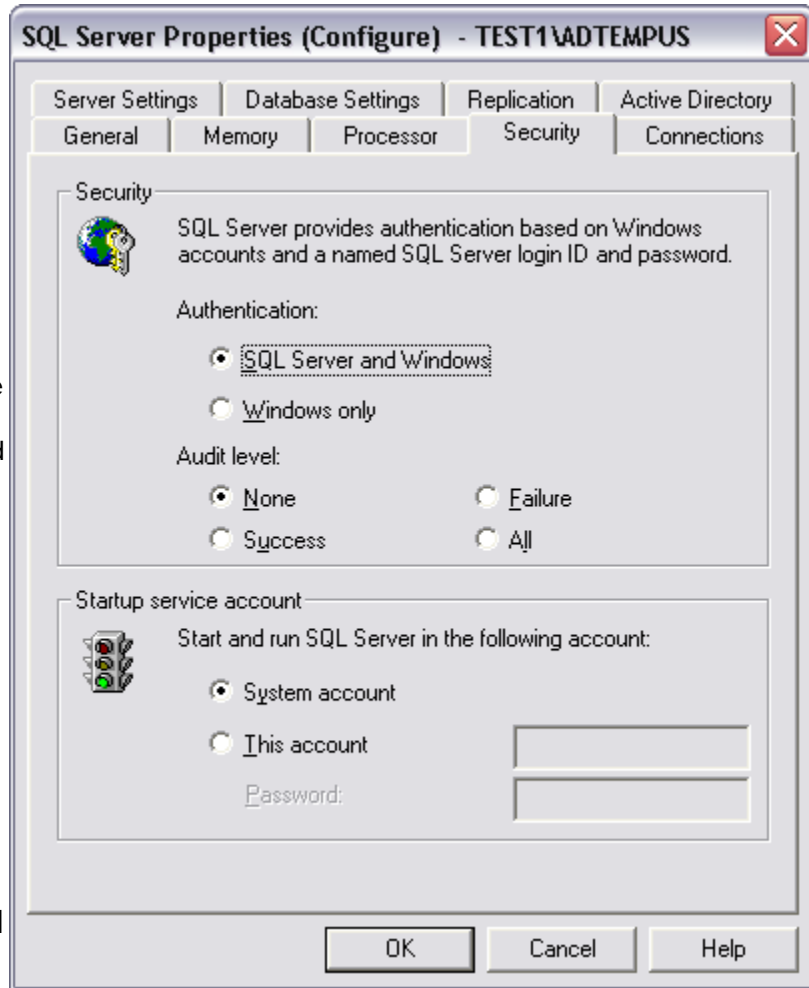 SQL Server Properties (Configure) - TEST1\ADTEMPUS
Server Settings
Database Settings
Replication
Active Directory
General
Memory
Processor
Security
Connections
Security
SQL Server provides authentication based on Windows
accounts and a named SQL Server login ID and password.
Authentication:
SQL Server and Windows
Windows only
Audit level:
None
Failure
Success
All
Startup service account
Start and run SQL Server in the following account:
System account
This account
Password:
OK
Cancel
Help